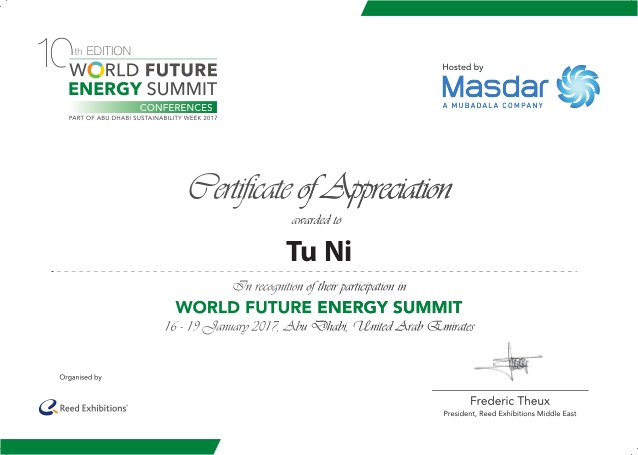 10th EDITION
WORLD FUTURE
ENERGY SUMMIT
CONFERENCES
PART OF ABU DHABI SUSTAINABILITY WEEK 2017
Hosted by
Masdar
A MUBADALA COMPANY
Certificate of Appreciation
awarded to
Tu Ni
In recognition of their participation in
WORLD FUTURE ENERGY SUMMIT
16 - 19 January 2017, Abu Dhabi, United Arab Emirates
Organised by
Reed Exhibitions®
Frederic Theux
President, Reed Exhibitions Middle East